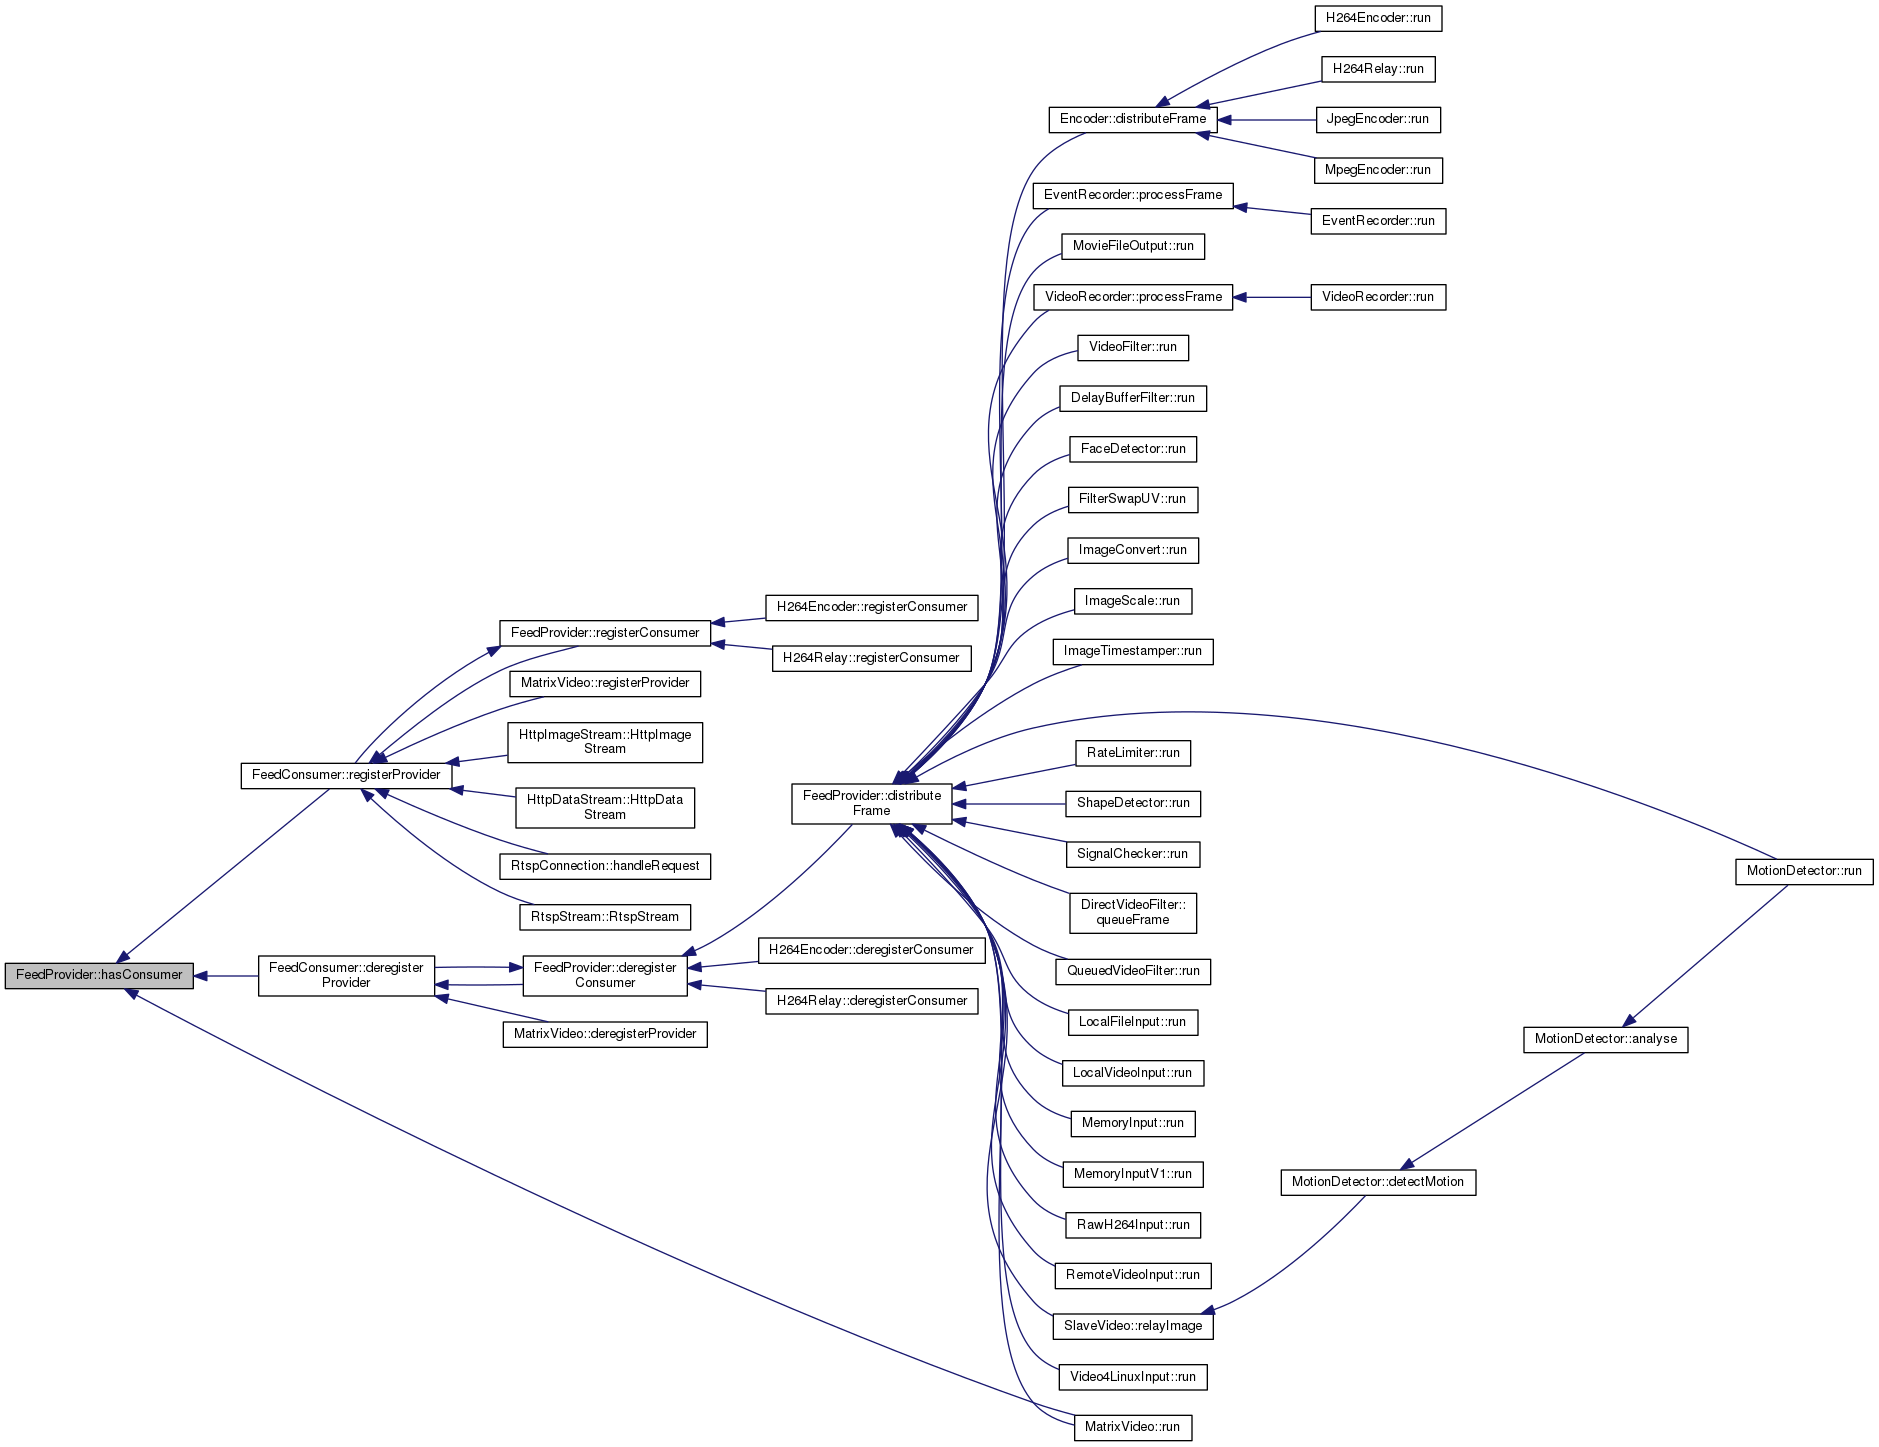 H264Encoder::run
H264Relay::run
Encoder::distributeFrame
JpegEncoder::run
MpegEncoder::run
EventRecorder::processFrame
EventRecorder::run
MovieFileOutput::run
VideoRecorder::processFrame
VideoRecorder::run
VideoFilter::run
DelayBufferFilter::run
FaceDetector::run
FilterSwapUV::run
ImageConvert::run
ImageScale::run
ImageTimestamper::run
H264Encoder::registerConsumer
FeedProvider::registerConsumer
H264Relay::registerConsumer
MatrixVideo::registerProvider
HttpImageStream::HttpImage
Stream
FeedConsumer::registerProvider
HttpDataStream::HttpData
Stream
RtspConnection::handleRequest
RtspStream::RtspStream
RateLimiter::run
FeedProvider::distribute
Frame
ShapeDetector::run
SignalChecker::run
MotionDetector::run
DirectVideoFilter::
queueFrame
FeedProvider::hasConsumer
FeedConsumer::deregister
Provider
FeedProvider::deregister
Consumer
H264Encoder::deregisterConsumer
H264Relay::deregisterConsumer
MatrixVideo::deregisterProvider
QueuedVideoFilter::run
LocalFileInput::run
MotionDetector::analyse
LocalVideoInput::run
MemoryInput::run
MemoryInputV1::run
MotionDetector::detectMotion
RawH264Input::run
RemoteVideoInput::run
SlaveVideo::relayImage
Video4LinuxInput::run
MatrixVideo::run